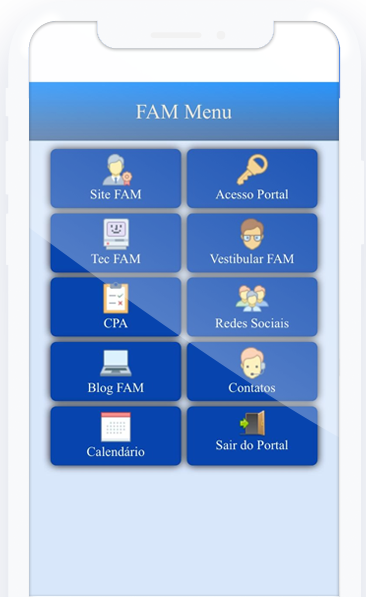 FAM Menu
Site FAM
Acesso Portal
Tec FAM
Vestibular FAM
CPA
Redes Sociais
Blog FAM
Contatos
Calendário
Sair do Portal